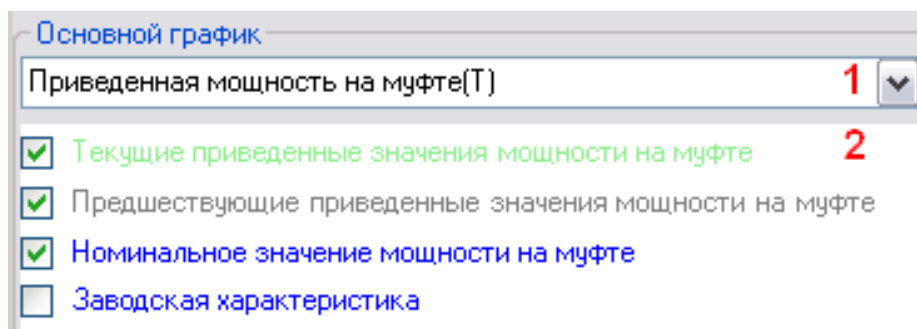 Основной график
Приведенная мощность на муфте(Т) 1
Текущие приведенные значения мощности на муфте 2
Предшествующие приведенные значения мощности на муфте
Номинальное значение мощности на муфте
Заводская характеристика